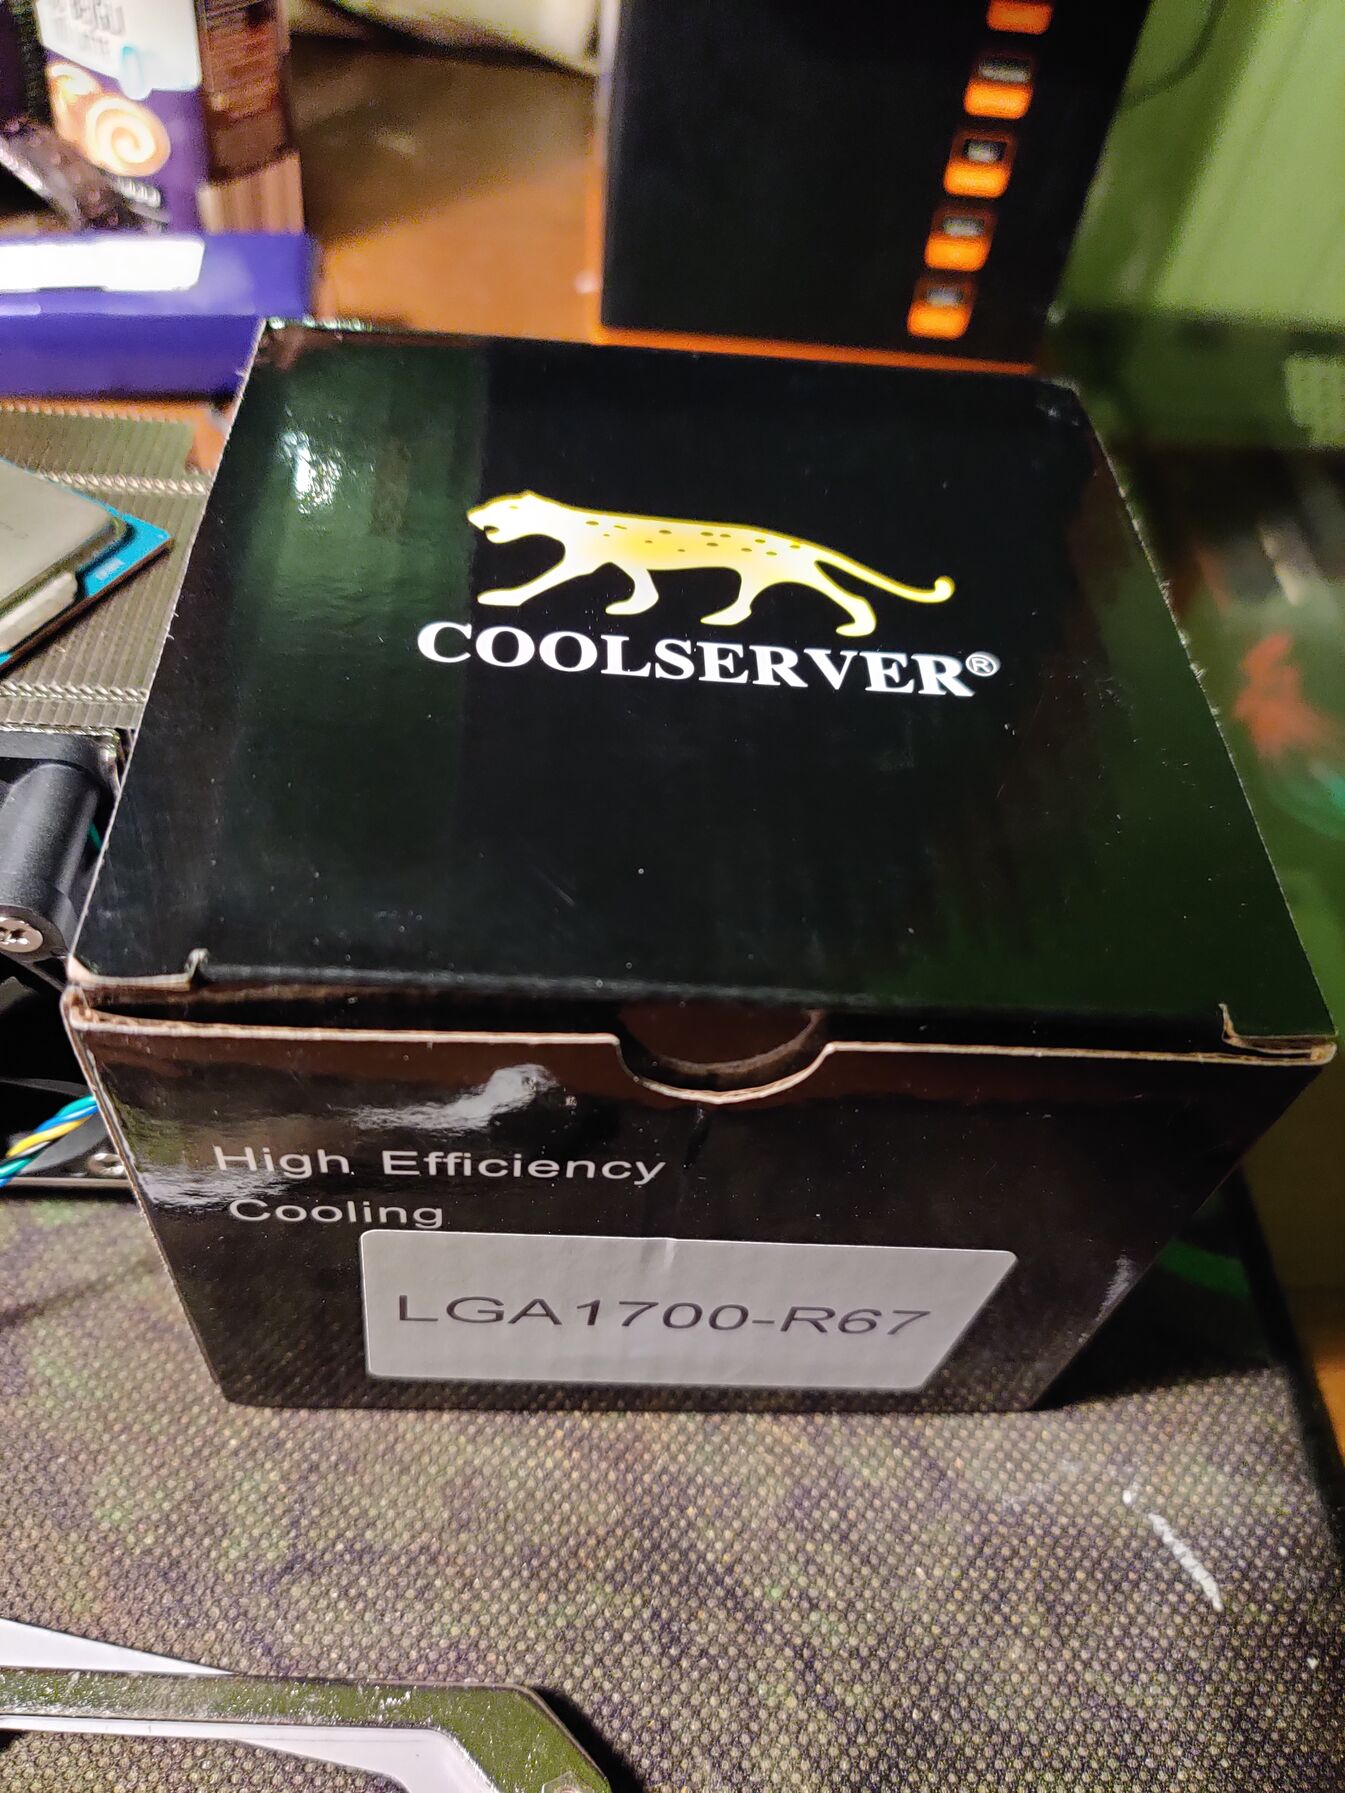 COOLSERVER®
High Efficiency
Cooling
LGA1700-R67